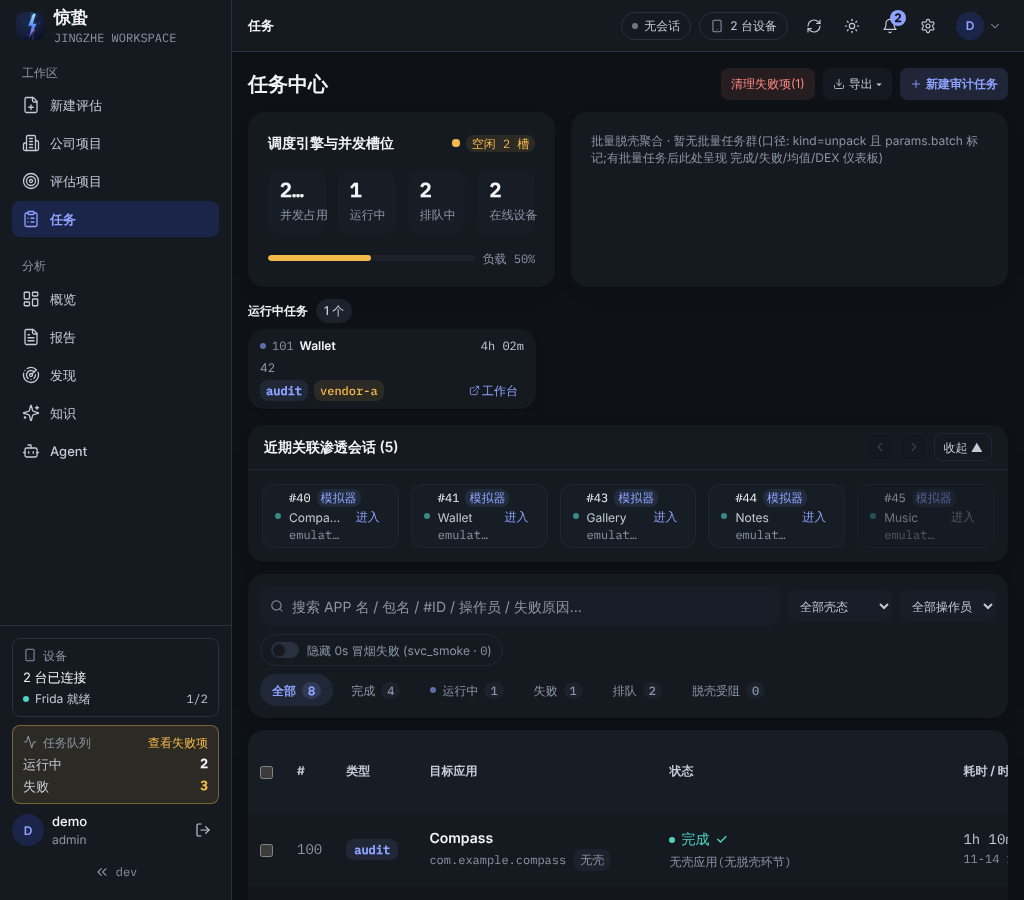 惊蛰
JINGZHE WORKSPACE
工作区
新建评估
公司项目
评估项目
任务
分析
概览
报告
发现
知识
Agent
设备
2 台已连接
Frida 就绪 1/2
任务队列 查看失败项
运行中 2
失败 3
D demo
admin
dev
任务
无会话
2 台设备
2
D
任务中心
清理失败项(1)
导出
+ 新建审计任务
调度引擎与并发槽位
空闲 2 槽
2… 并发占用
1 运行中
2 排队中
2 在线设备
负载 50%
批量脱壳聚合 · 暂无批量任务群(口径: kind=unpack 且 params.batch 标
记;有批量任务后此处呈现 完成/失败/均值/DEX 仪表板)
运行中任务 1 个
101 Wallet 4h 02m
42
audit vendor-a 工作台
近期关联渗透会话 (5)
收起 ▲
#40 模拟器
Compa… 进入
emulat…
#41 模拟器
Wallet 进入
emulat…
#43 模拟器
Gallery 进入
emulat…
#44 模拟器
Notes 进入
emulat…
#45 模拟器
Music 进入
emulat…
搜索 APP 名 / 包名 / #ID / 操作员 / 失败原因…
全部壳态
全部操作员
隐藏 0s 冒烟失败 (svc_smoke · 0)
全部 8
完成 4
运行中 1
失败 1
排队 2
脱壳受阻 0
# 类型 目标应用 状态 耗时 / 时
100 audit Compass 完成 ✓ 1h 10
com.example.compass 无壳 无壳应用(无脱壳环节) 11-14